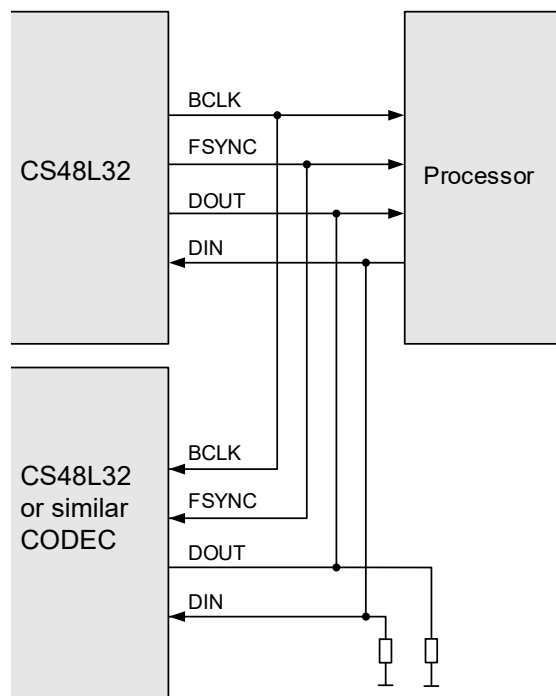 CS48L32
BCLK
FSYNC
DOUT
DIN
Processor
CS48L32
or similar
CODEC
BCLK
FSYNC
DOUT
DIN